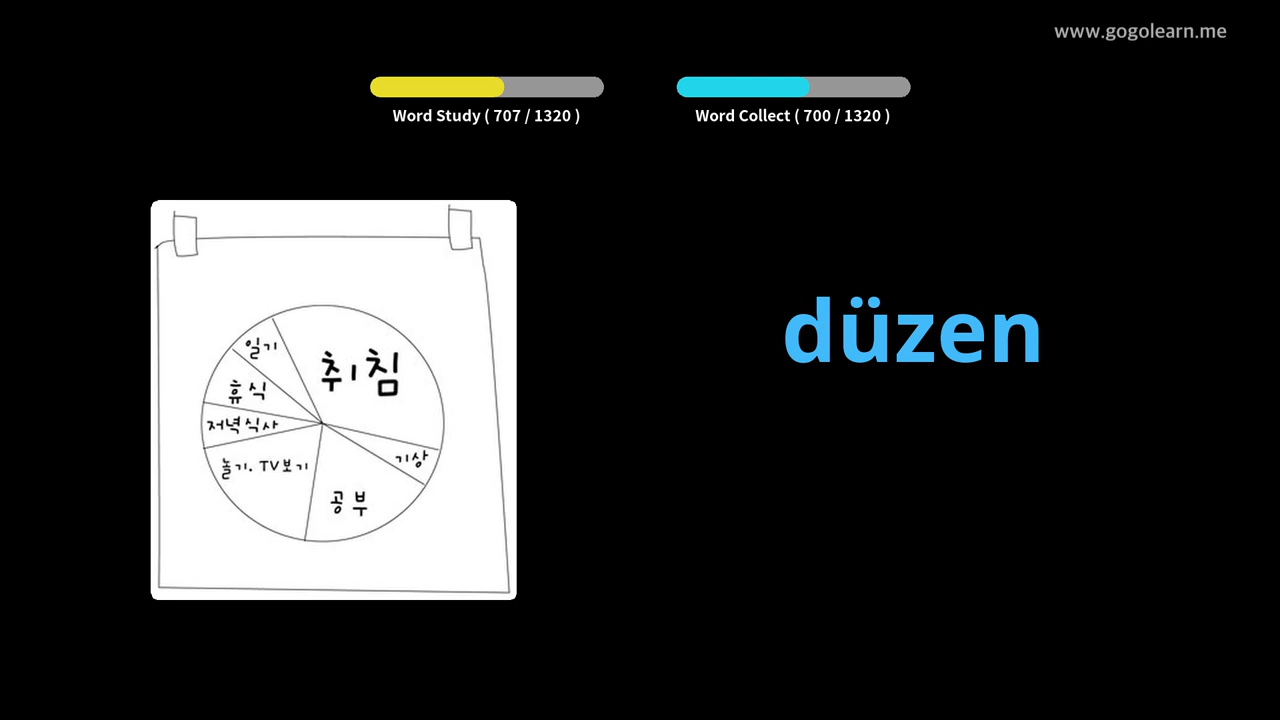 www.gogolearn.me
Word Study ( 707 / 1320 )
Word Collect ( 700 / 1320 )
일기
취침
휴식
저녁식사
놀기. TV보기
기상
공부
düzen